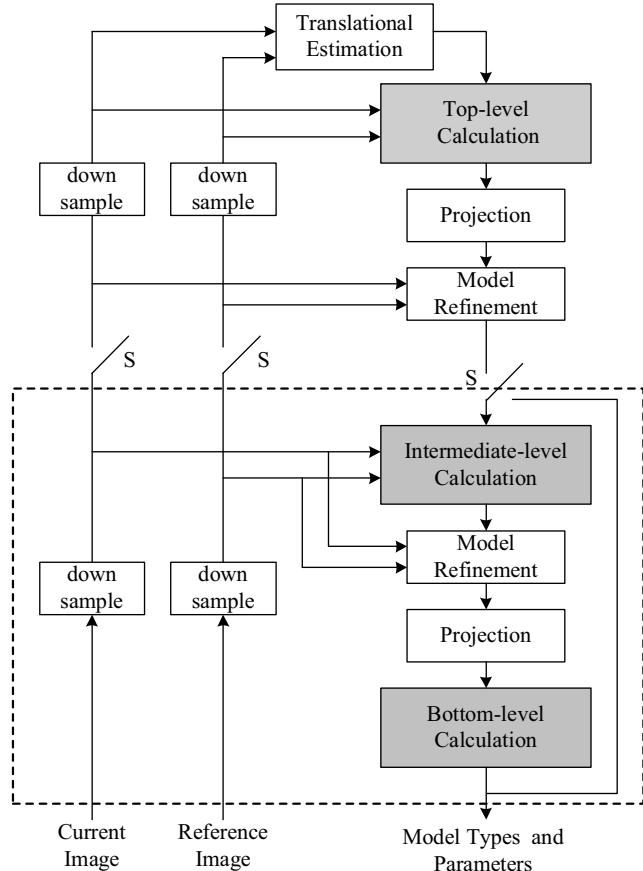 Translational
Estimation
Top-level
Calculation
down
sample
down
sample
Projection
Model
Refinement
S
S
S
Intermediate-level
Calculation
Model
Refinement
down
sample
down
sample
Projection
Bottom-level
Calculation
Current
Image
Reference
Image
Model Types and
Parameters